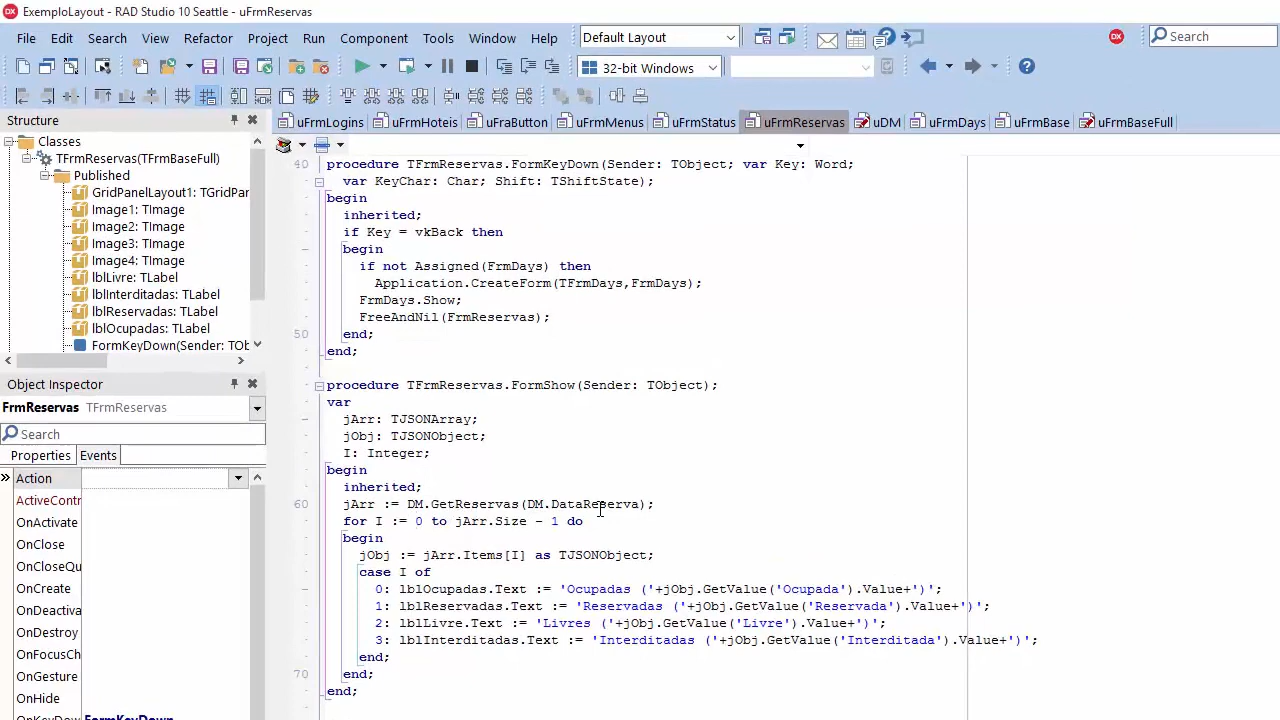 ExemploLayout - RAD Studio 10 Seattle - uFrmReservas
File Edit Search View Refactor Project Run Component Tools Window Help Default Layout Search
32-bit Windows
Structure
uFrmLogins uFrmHoteis uFraButton uFrmMenus uFrmStatus uFrmReservas uDM uFrmDays uFrmBase uFrmBaseFull
Classes
TFrmReservas(TFrmBaseFull)
Published
GridPanelLayout1: TGridPar
Image1: TImage
Image2: TImage
Image3: TImage
Image4: TImage
lblLivre: TLabel
lblInterditadas: TLabel
lblReservadas: TLabel
lblOcupadas: TLabel
FormKeyDown(Sender: TOb
Object Inspector
FrmReservas TFrmReservas
Search
Properties Events
Action
ActiveContr
OnActivate
OnClose
OnCloseQu
OnCreate
OnDeactiva
OnDestroy
OnFocusCh
OnGesture
OnHide
OnKeyDow FormKeyDown
40 procedure TFrmReservas.FormKeyDown(Sender: TObject; var Key: Word;
var KeyChar: Char; Shift: TShiftState);
begin
inherited;
if Key = vkBack then
begin
if not Assigned(FrmDays) then
Application.CreateForm(TFrmDays,FrmDays);
FrmDays.Show;
FreeAndNil(FrmReservas);
50 end;
end;
procedure TFrmReservas.FormShow(Sender: TObject);
var
jArr: TJSONArray;
jObj: TJSONObject;
I: Integer;
begin
inherited;
60 jArr := DM.GetReservas(DM.DataReserva);
for I := 0 to jArr.Size - 1 do
begin
jObj := jArr.Items[I] as TJSONObject;
case I of
0: lblOcupadas.Text := 'Ocupadas ('+jObj.GetValue('Ocupada').Value+')';
1: lblReservadas.Text := 'Reservadas ('+jObj.GetValue('Reservada').Value+')';
2: lblLivre.Text := 'Livres ('+jObj.GetValue('Livre').Value+')';
3: lblInterditadas.Text := 'Interditadas ('+jObj.GetValue('Interditada').Value+')';
end;
70 end;
end;